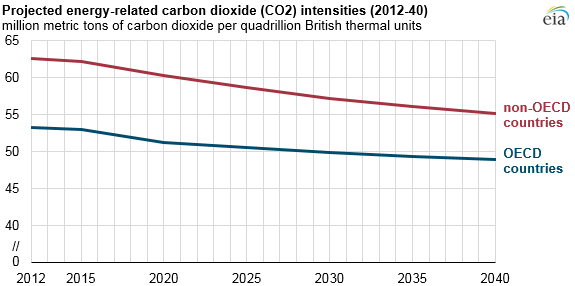 Projected energy-related carbon dioxide (CO2) intensities (2012-40)
million metric tons of carbon dioxide per quadrillion British thermal units
eia
65
60
55
50
45
40
//
0
non-OECD
countries
OECD
countries
2012 2015 2020 2025 2030 2035 2040